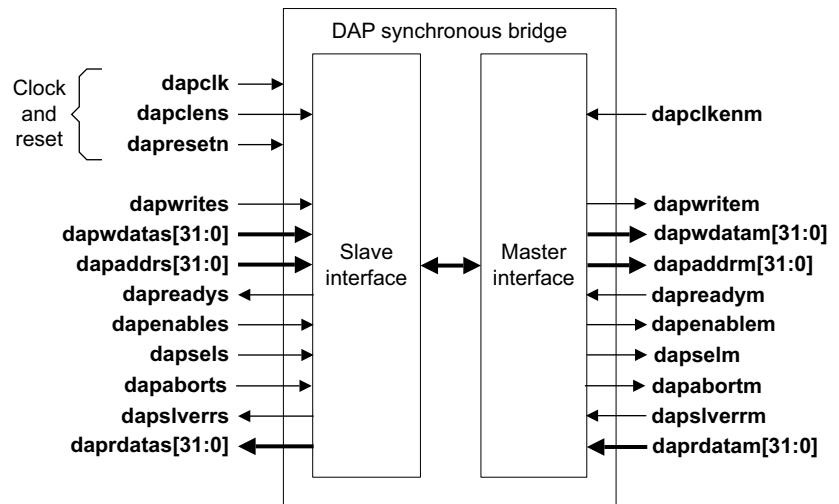 DAP synchronous bridge
Clock
and
reset
dapclk
dapclens
dapresetn
dapclkenm
dapwrites
dapwdatas[31:0]
dapaddrs[31:0]
dapreadys
dapenables
dapsels
dapaborts
dapslverrs
daprdatas[31:0]
Slave
interface
Master
interface
dapwritem
dapwdatam[31:0]
dapaddrm[31:0]
dapreadym
dapenablem
dapselm
dapabortm
dapslverrm
daprdatam[31:0]